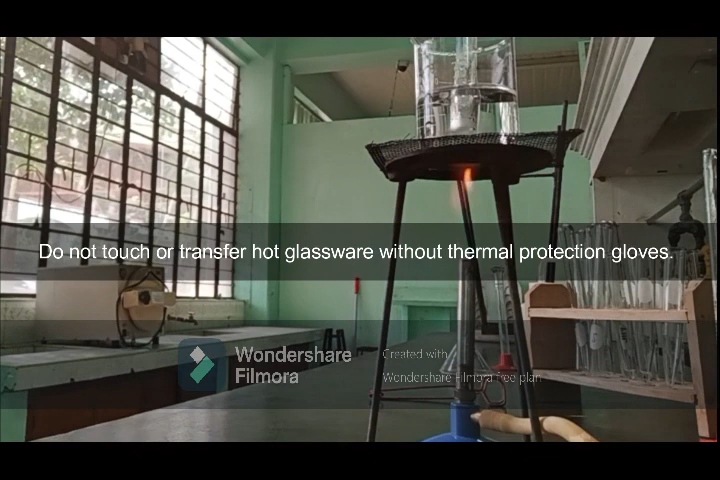 Do not touch or transfer hot glassware without thermal protection gloves.
Wondershare
Filmora
Created with
Wondershare Filmora free plan